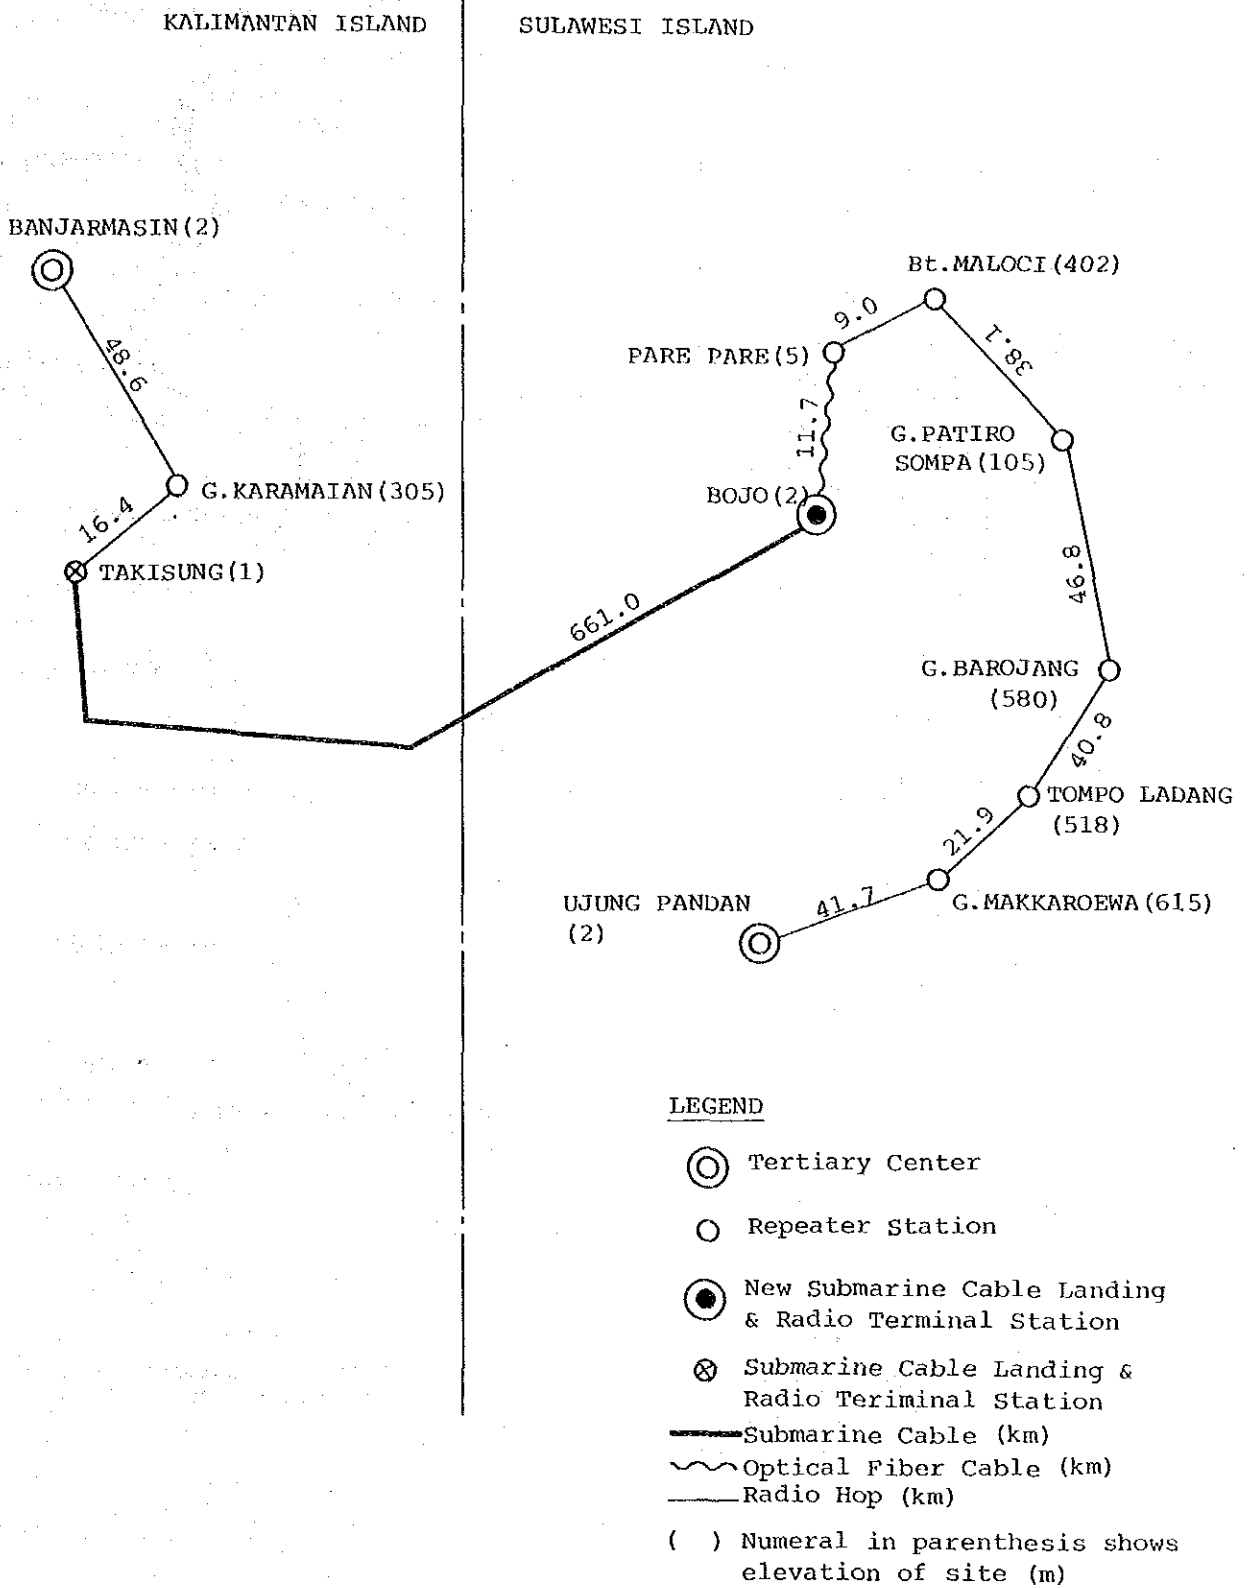 KALIMANTAN ISLAND
SULAWESI ISLAND
BANJARMASIN(2)
48.6
G.KARAMAIAN(305)
16.4
TAKISUNG(1)
661.0
Bt.MALOCI(402)
9.0
PARE PARE(5)
38.1
11.7
G.PATIRO
SOMPA(105)
BOJO(2)
46.8
G.BAROJANG
(580)
40.8
TOMPO LADANG
(518)
21.9
UJUNG PANDAN
(2)
41.7
G.MAKKAROEWA(615)
LEGEND
Tertiary Center
Repeater Station
New Submarine Cable Landing
& Radio Terminal Station
Submarine Cable Landing &
Radio Teriminal Station
Submarine Cable (km)
Optical Fiber Cable (km)
Radio Hop (km)
( ) Numeral in parenthesis shows
elevation of site (m)